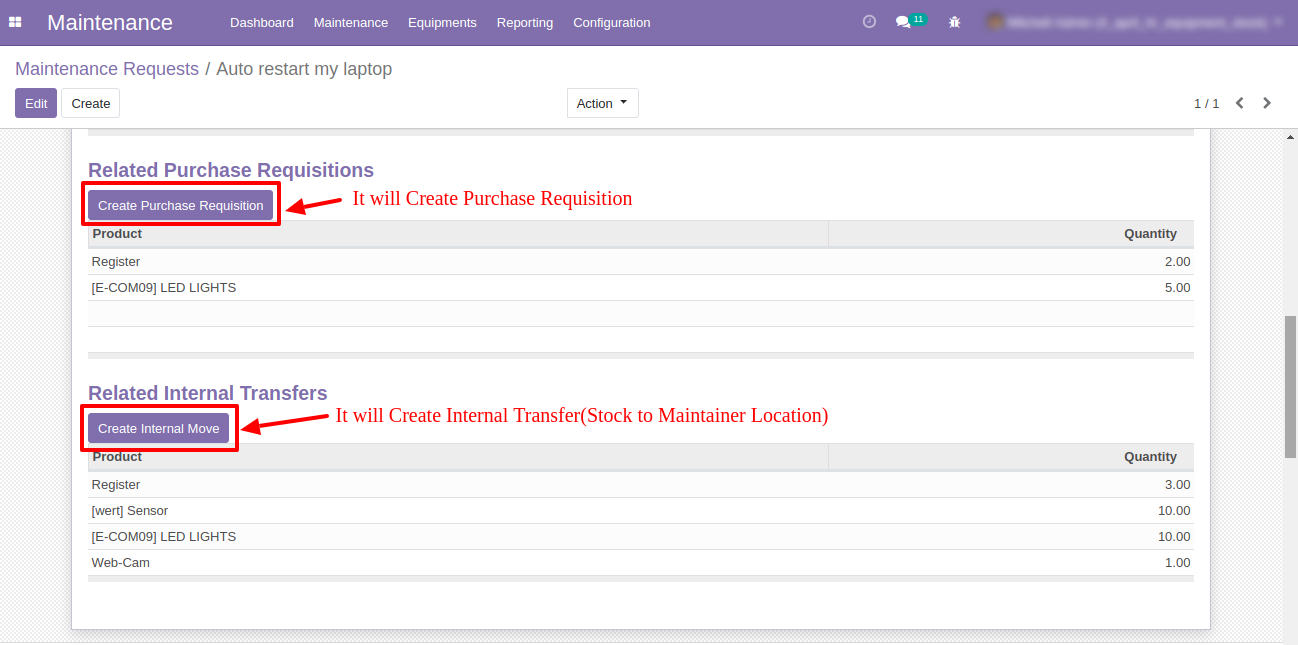 Maintenance Dashboard Maintenance Equipments Reporting Configuration 11
Maintenance Requests / Auto restart my laptop
Edit Create Action 1 / 1
Related Purchase Requisitions
Create Purchase Requisition It will Create Purchase Requisition
Product Quantity
Register 2.00
[E-COM09] LED LIGHTS 5.00
Related Internal Transfers
Create Internal Move It will Create Internal Transfer(Stock to Maintainer Location)
Product Quantity
Register 3.00
[wert] Sensor 10.00
[E-COM09] LED LIGHTS 10.00
Web-Cam 1.00